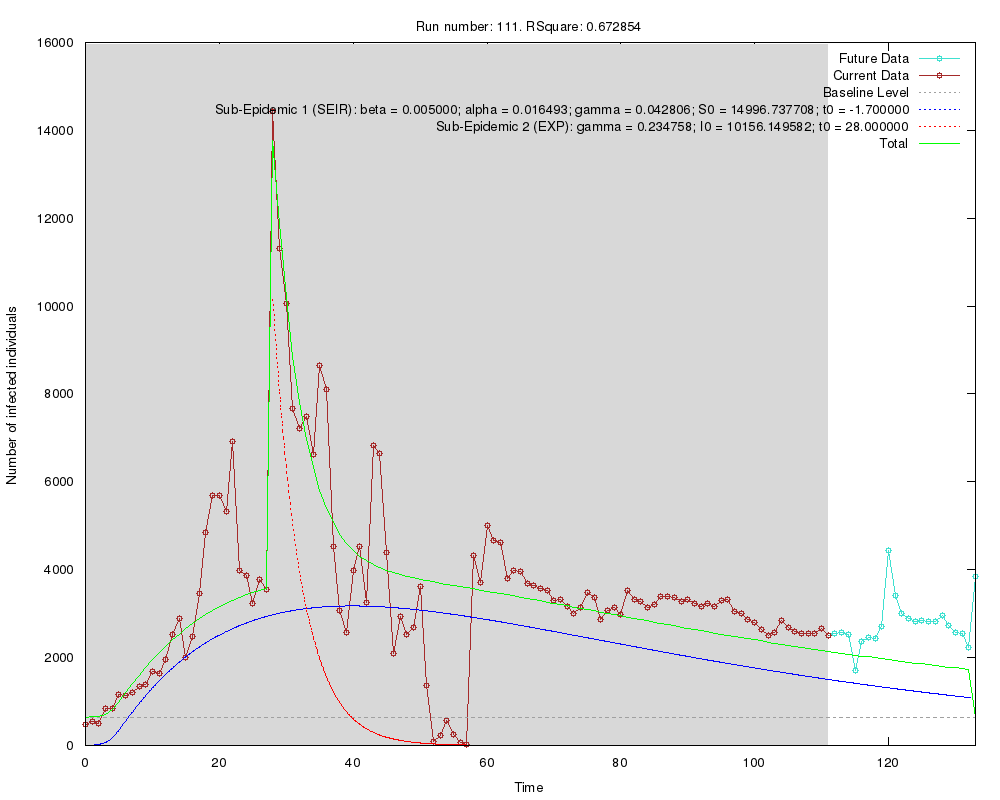 Run number: 111. RSquare: 0.672854
16000
14000
12000
10000
8000
6000
4000
2000
0
Number of infected individuals
Future Data
Current Data
Baseline Level
Sub-Epidemic 1 (SEIR): beta = 0.005000; alpha = 0.016493; gamma = 0.042806; S0 = 14996.737708; t0 = -1.700000
Sub-Epidemic 2 (EXP): gamma = 0.234758; I0 = 10156.149582; t0 = 28.000000
Total
0 20 40 60 80 100 120
Time